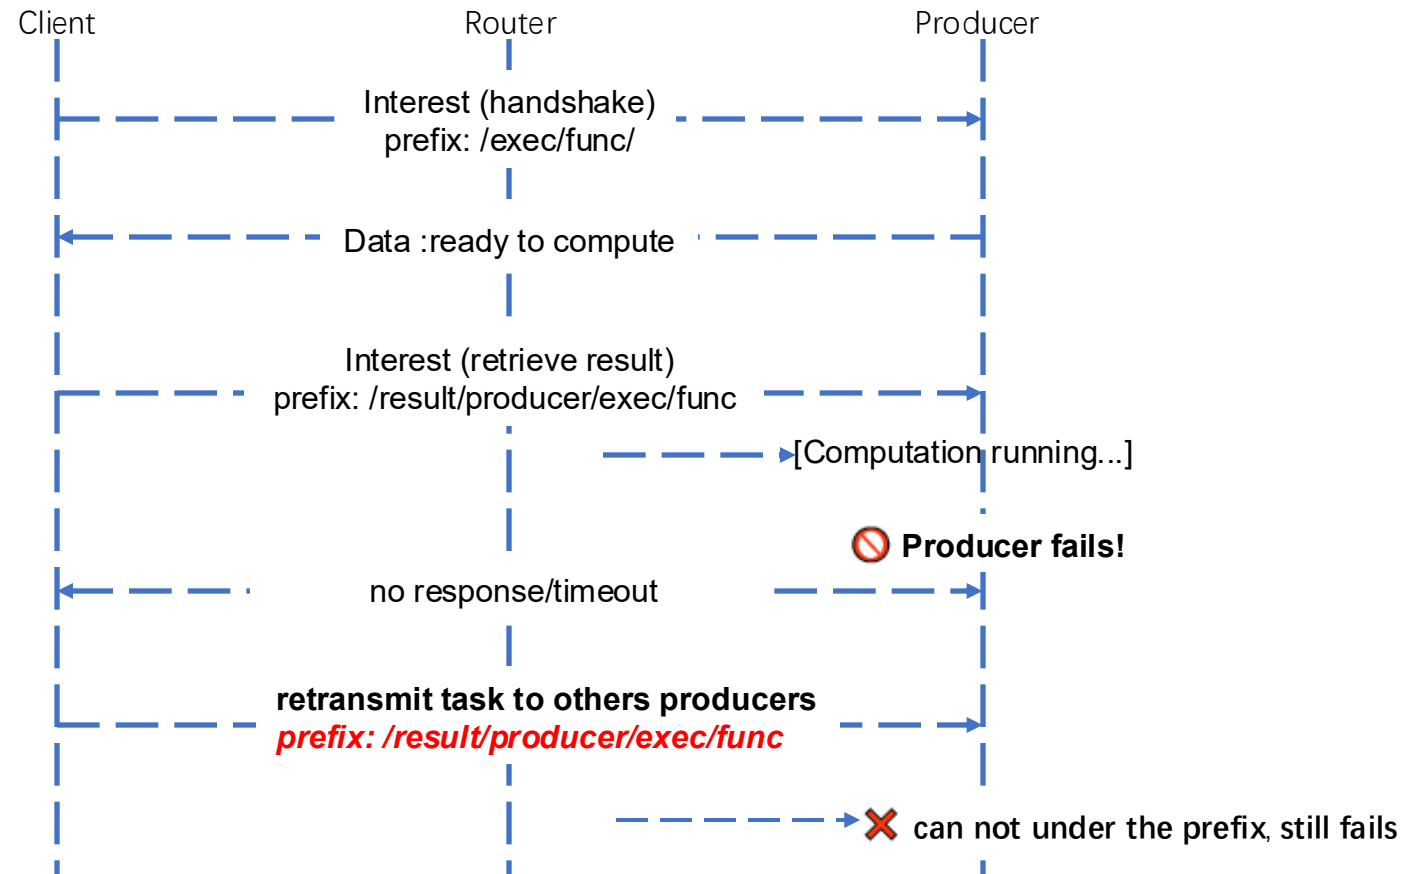 Client
Router
Producer
Interest (handshake)
prefix: /exec/func/
Data :ready to compute
Interest (retrieve result)
prefix: /result/producer/exec/func
[Computation running...]
Producer fails!
no response/timeout
retransmit task to others producers
prefix: /result/producer/exec/func
can not under the prefix, still fails